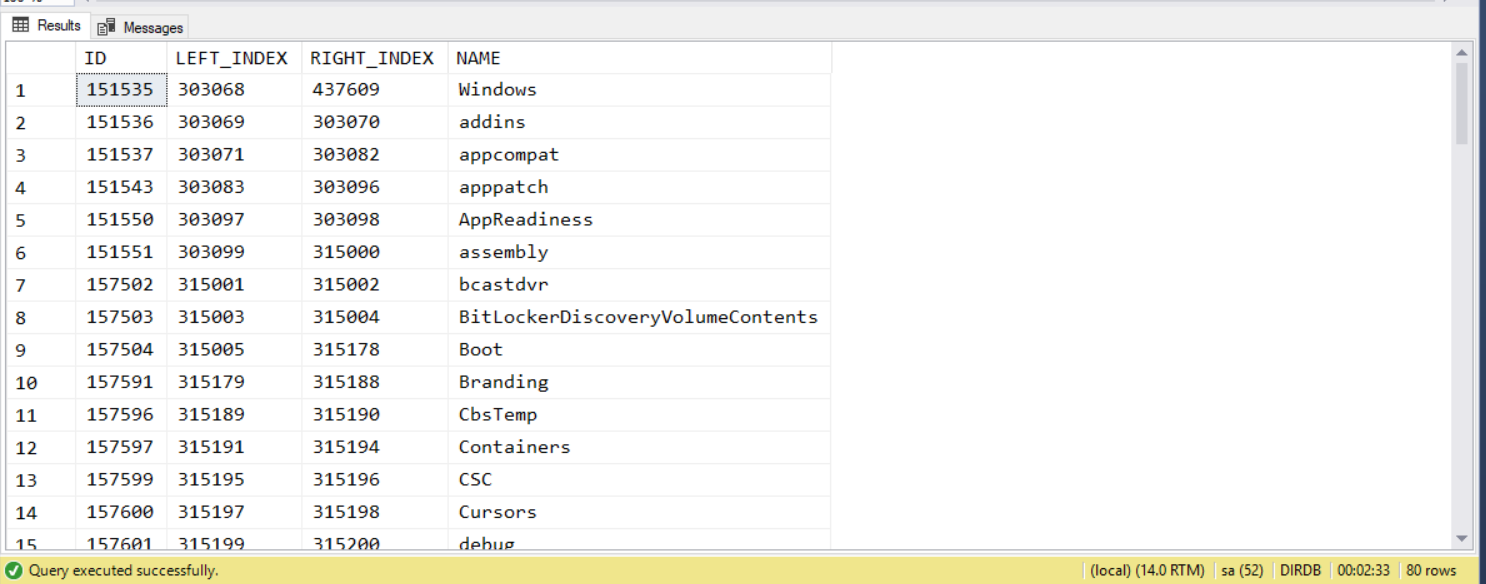 Results Messages
ID LEFT_INDEX RIGHT_INDEX NAME
1 151535 303068 437609 Windows
2 151536 303069 303070 addins
3 151537 303071 303082 appcompat
4 151543 303083 303096 apppatch
5 151550 303097 303098 AppReadiness
6 151551 303099 315000 assembly
7 157502 315001 315002 bcastdvr
8 157503 315003 315004 BitLockerDiscoveryVolumeContents
9 157504 315005 315178 Boot
10 157591 315179 315188 Branding
11 157596 315189 315190 CbsTemp
12 157597 315191 315194 Containers
13 157599 315195 315196 CSC
14 157600 315197 315198 Cursors
15 157601 315199 315200 debug
Query executed successfully. (local) (14.0 RTM) sa (52) DIRDB 00:02:33 80 rows